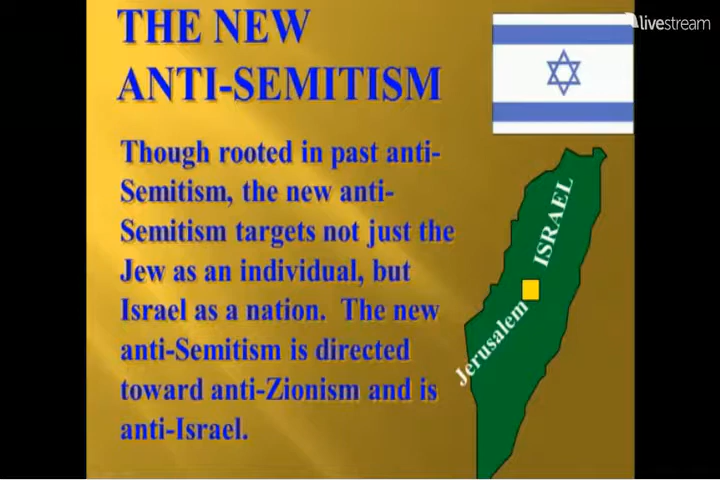 THE NEW
ANTI-SEMITISM
livestream
Though rooted in past anti-
Semitism, the new anti-
Semitism targets not just the
Jew as an individual, but
Israel as a nation.  The new
anti-Semitism is directed
toward anti-Zionism and is
anti-Israel.
ISRAEL
Jerusalem